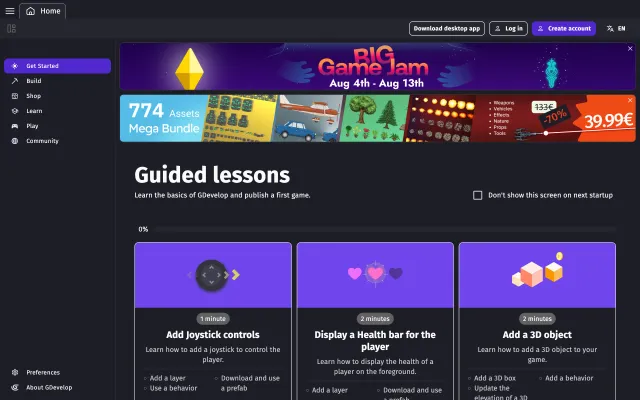 Home
Download desktop app
Log in
Create account
EN
Get Started
Build
Shop
Learn
Play
Community
BIG
Game Jam
Aug 4th - Aug 13th
774 Assets
Mega Bundle
Weapons
Vehicles
Effects
Nature
Props
Tools
133€
-70%
39.99€
Guided lessons
Learn the basics of GDevelop and publish a first game.
Don't show this screen on next startup
0%
1 minute
Add Joystick controls
Learn how to add a joystick to control the
player.
Add a layer
Use a behavior
Download and use
a prefab
2 minutes
Display a Health bar for the
player
Learn how to display the health of a
player on the foreground.
Add a layer
Download and use
a prefab
2 minutes
Add a 3D object
Learn how to add a 3D object to your
game.
Add a 3D box
Update the
elevation of a 3D
Add a behavior
Preferences
About GDevelop